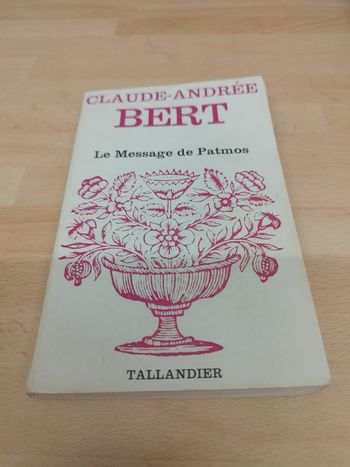 CLAUDE-ANDRÉE
BERT
Le Message de Patmos
TALLANDIER